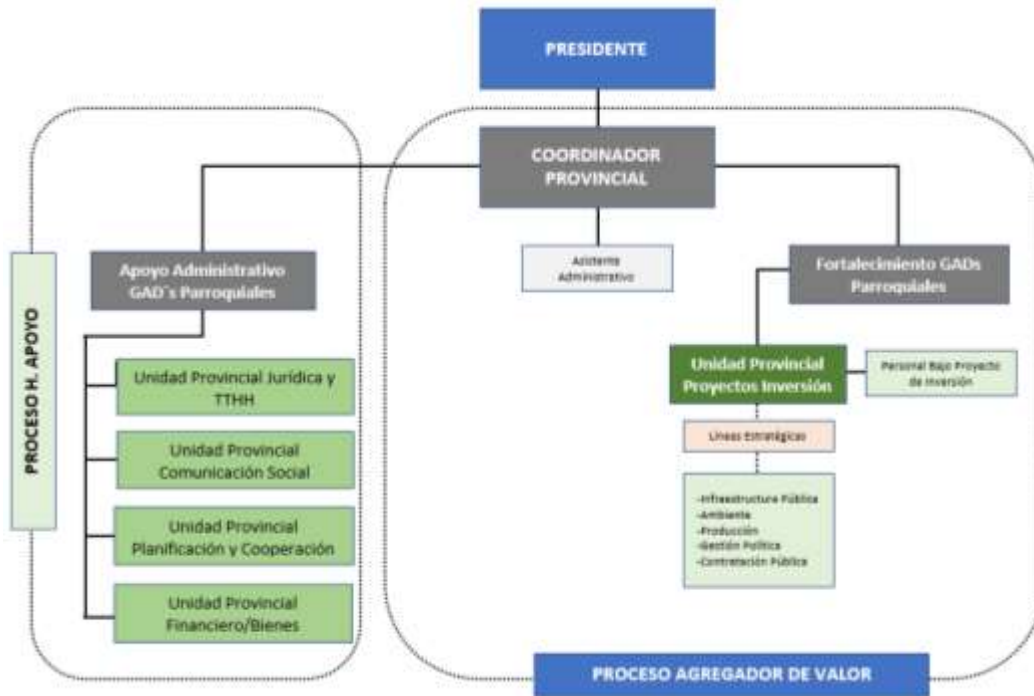 PRESIDENTE
COORDINADOR
PROVINCIAL
Asistente
Administrativo
Apoyo Administrativo
GAD´s Parroquiales
Fortalecimiento GADs
Parroquiales
PROCESO H. APOYO
Unidad Provincial Jurídica y
TTHH
Unidad Provincial
Comunicación Social
Unidad Provincial
Planificación y Cooperación
Unidad Provincial
Financiero/Bienes
Unidad Provincial
Proyectos Inversión
Personal Bajo Proyecto
de Inversión
Líneas Estratégicas
-Infraestructura Pública
-Ambiente
-Producción
-Gestión Política
-Contratación Pública
PROCESO AGREGADOR DE VALOR